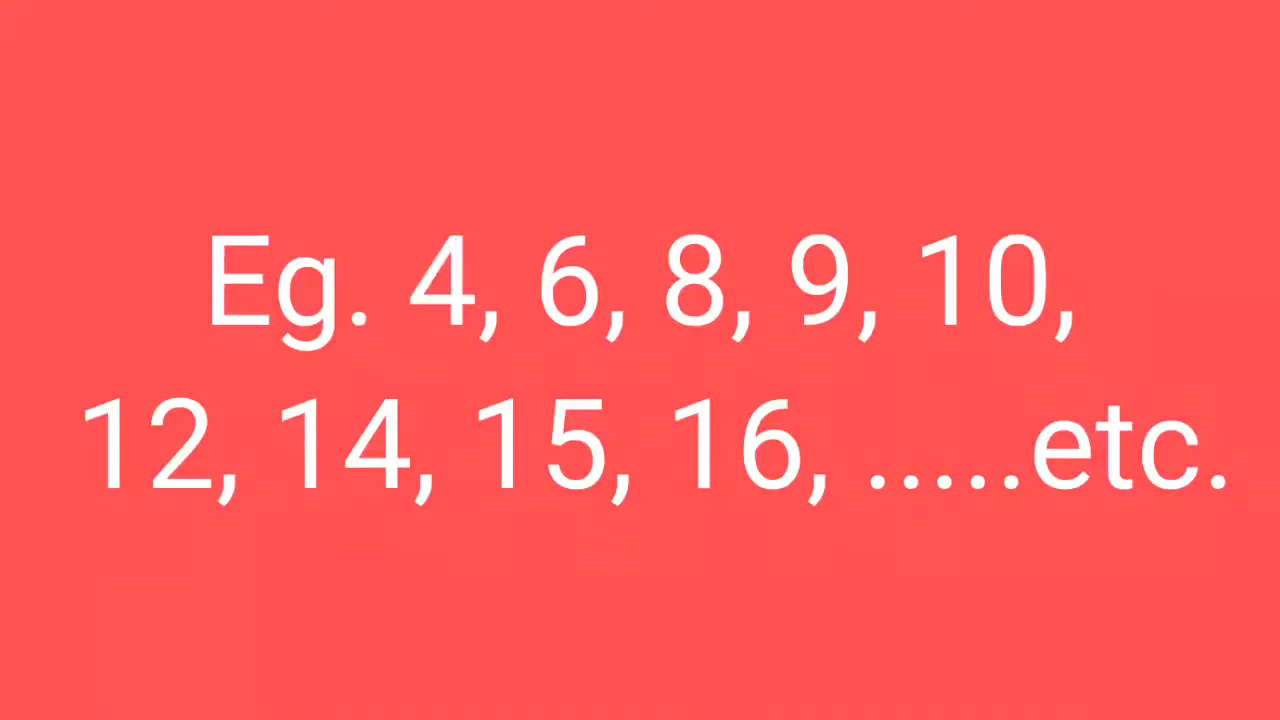 Eg. 4, 6, 8, 9, 10,
12, 14, 15, 16, .....etc.